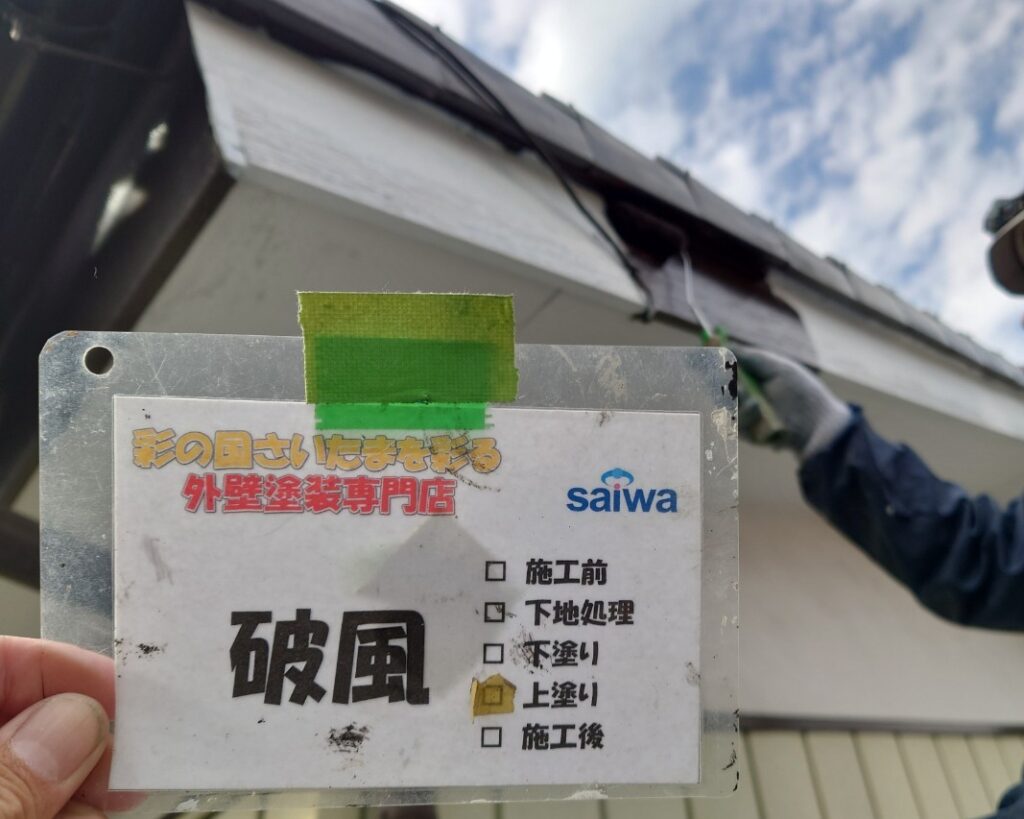 彩の国さいたまを彩る
外壁塗装専門店
saiwa
破風
□ 施工前
□ 下地処理
□ 下塗り
□ 上塗り
□ 施工後